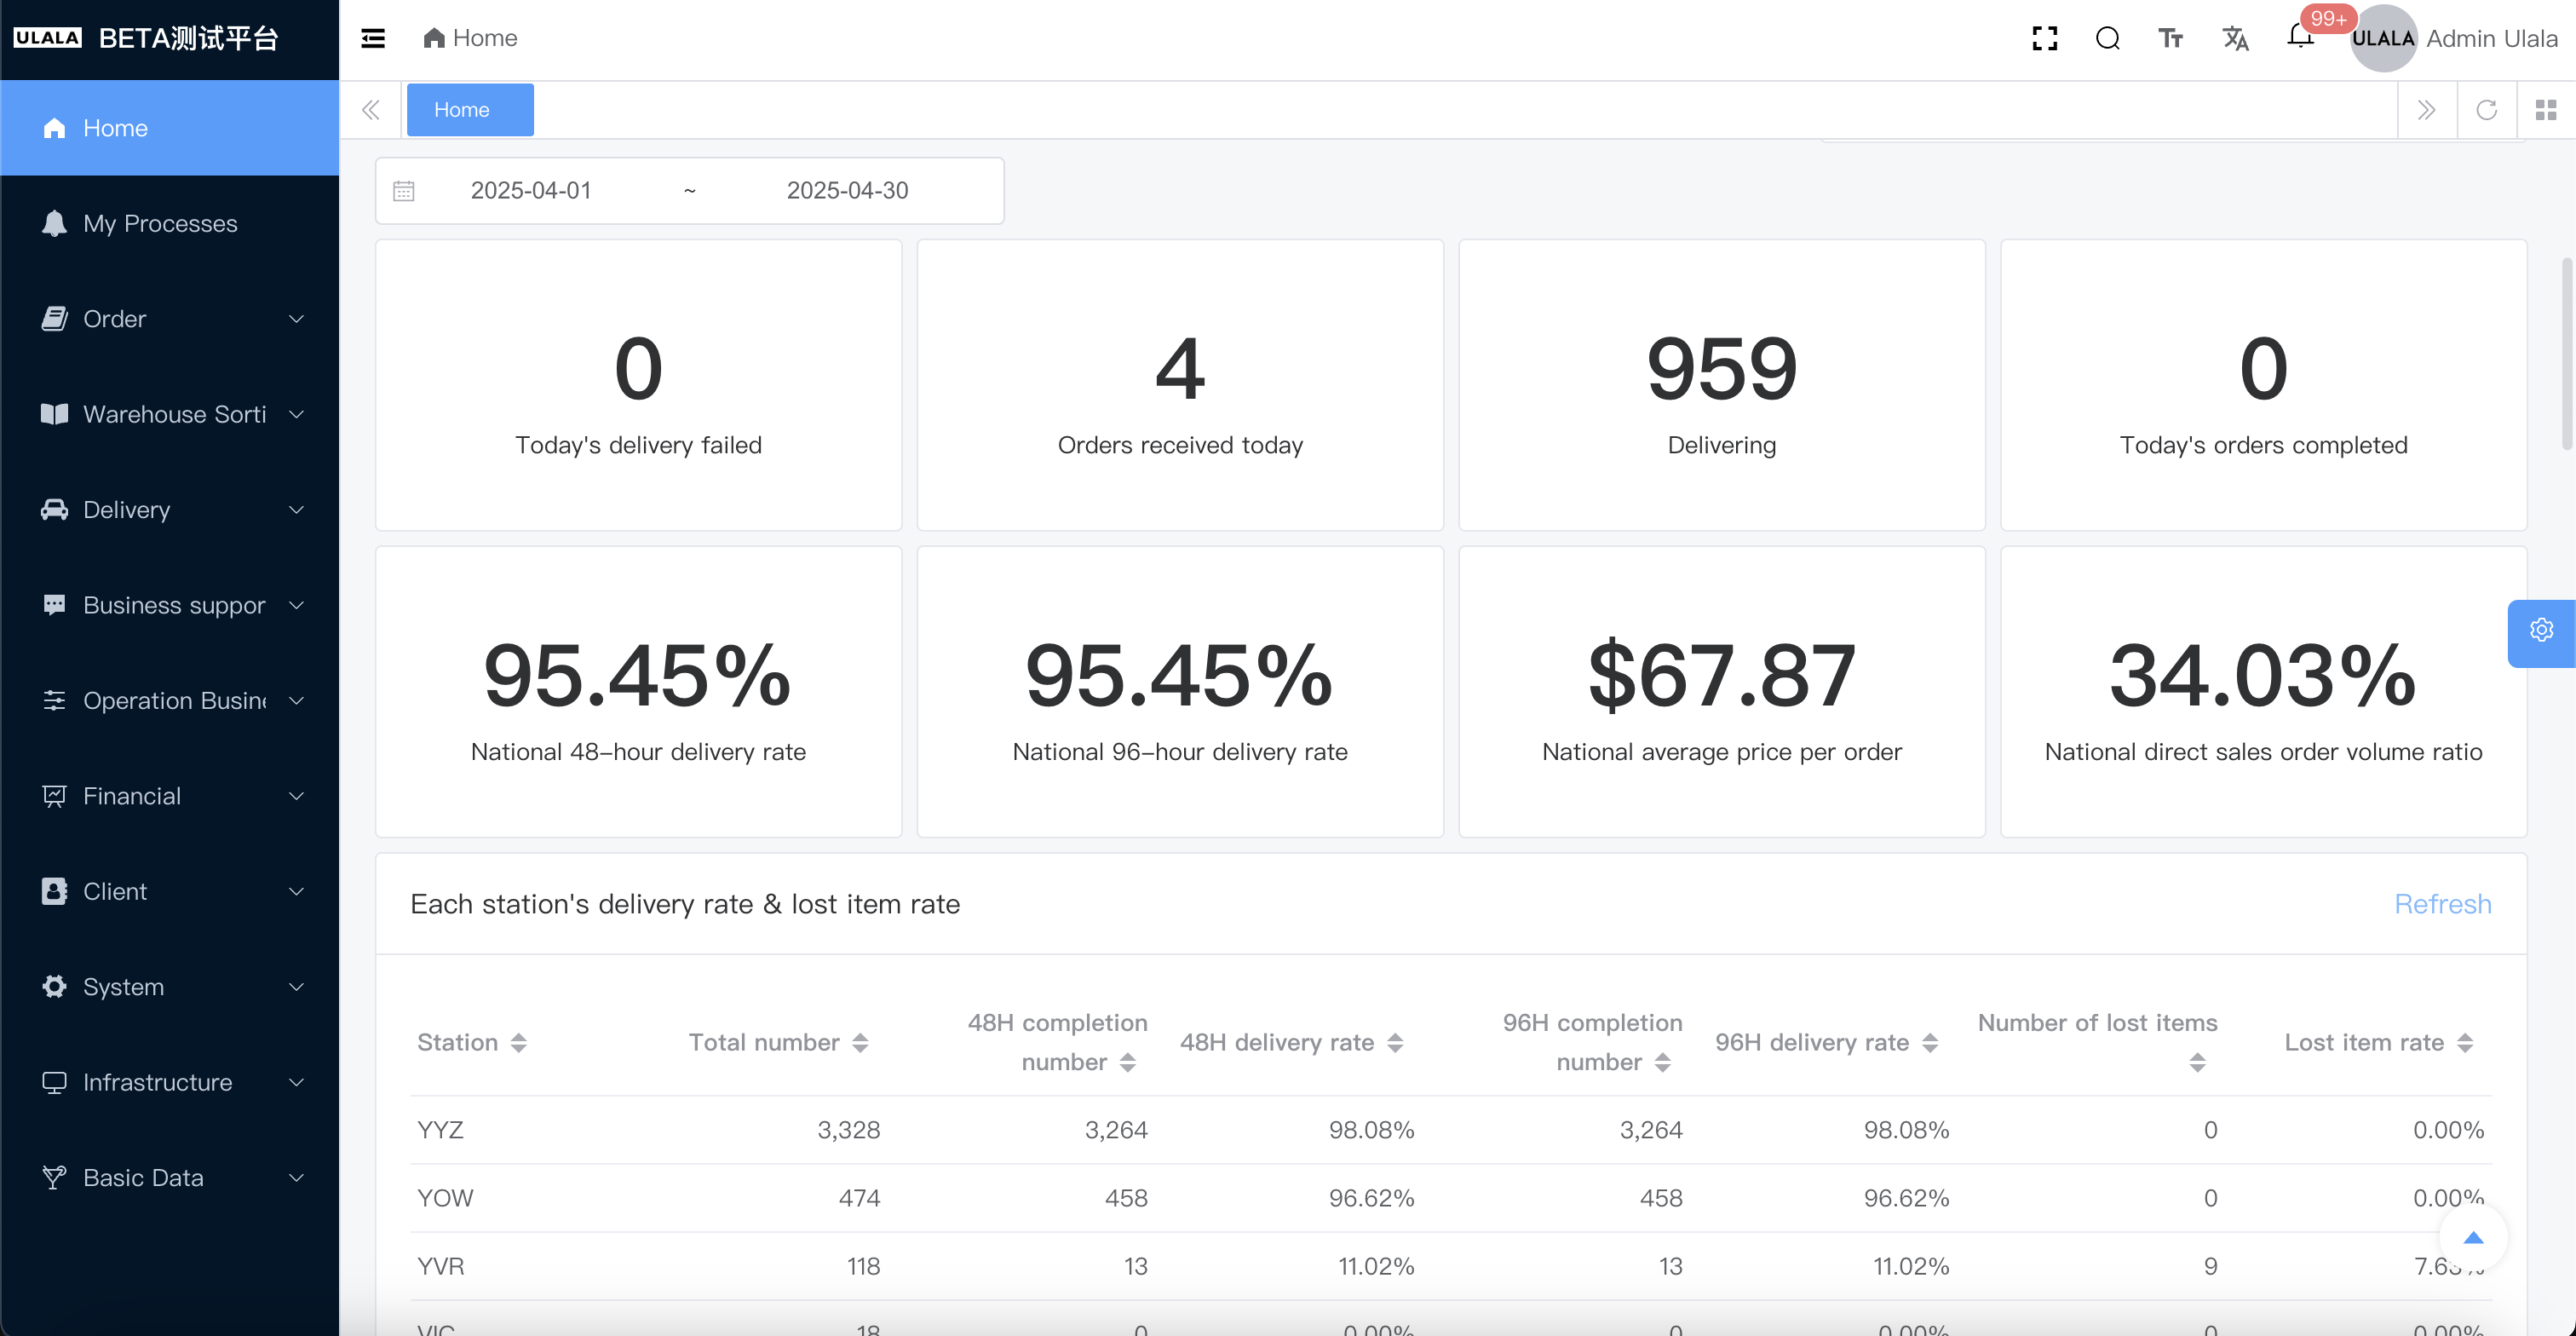 ULALA BETA测试平台
Home
99+
ULALA
Admin Ulala
Home
Home
My Processes
Order
Warehouse Sorti
Delivery
Business suppor
Operation Busin
Financial
Client
System
Infrastructure
Basic Data
2025-04-01 ~ 2025-04-30
0
Today's delivery failed
4
Orders received today
959
Delivering
0
Today's orders completed
95.45%
National 48-hour delivery rate
95.45%
National 96-hour delivery rate
$67.87
National average price per order
34.03%
National direct sales order volume ratio
Each station's delivery rate & lost item rate
Refresh
Station
Total number
48H completion
number
48H delivery rate
96H completion
number
96H delivery rate
Number of lost items
Lost item rate
YYZ 3,328 3,264 98.08% 3,264 98.08% 0 0.00%
YOW 474 458 96.62% 458 96.62% 0 0.00%
YVR 118 13 11.02% 13 11.02% 9
VIC 18 0 0.00% 0 0.00% 0 0.00%